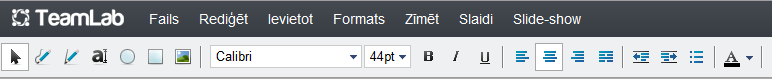 TeamLab Fails Rediģēt Ievietot Formats Zīmēt Slaidi Slide-show
a Calibri 44pt B I U A